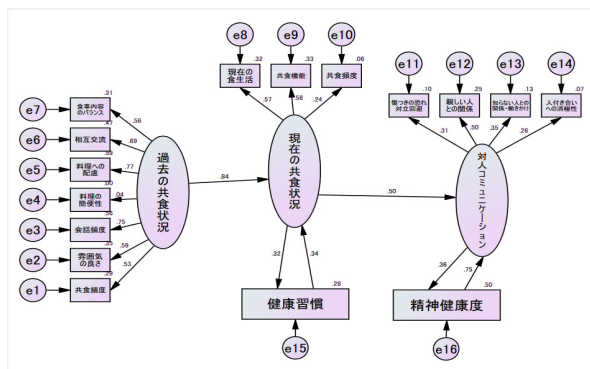 e8
e9
e10
.32
現在の
食生活
.33
共食機能
.06
共食頻度
.57
.58
.24
e11
e12
e13
e14
.10
傷つきの恐れ
対立回避
.25
親しい人
との関係
.13
知らない人との
関係・働きかけ
.07
人付き合い
への消極性
.31
.50
.35
.26
e7
.31
食事内容
のバランス
.56
e6
.47
相互交流
.69
e5
.59
料理への
配慮
.77
e4
.00
料理の
簡便性
.04
e3
.56
会話頻度
.75
e2
.35
雰囲気
の良さ
.59
e1
.29
共食頻度
.53
過去の共食状況
.84
現在の共食状況
.50
対人コミュニケーション
.32
.34
.28
健康習慣
e15
.36
.75
.50
精神健康度
e16